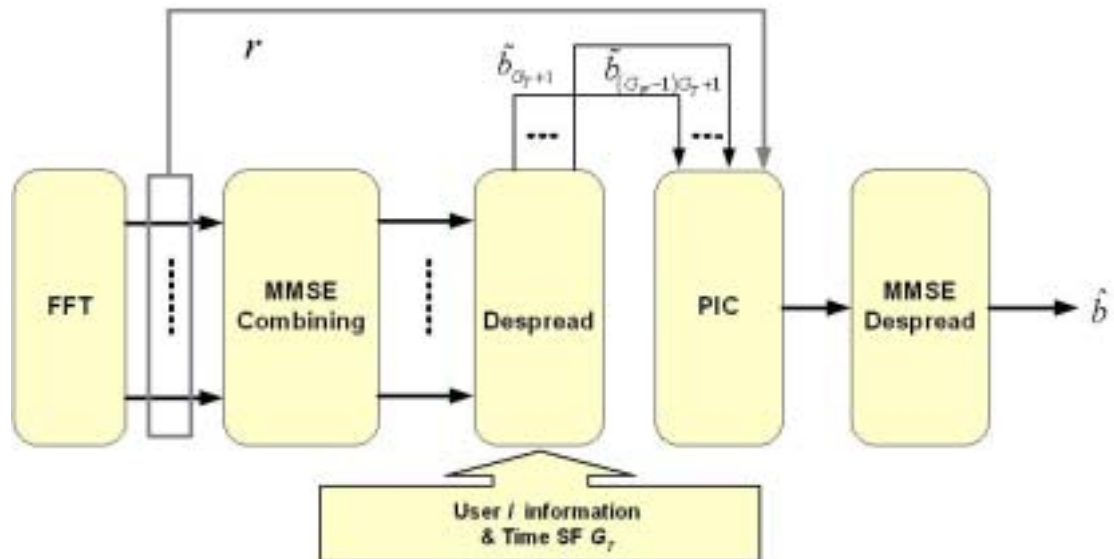 r
b̃_{G_T+1}
b̃_{(G_F−1)G_T+1}
FFT
MMSE
Combining
Despread
PIC
MMSE
Despread
b̂
User / information
& Time SF G_T